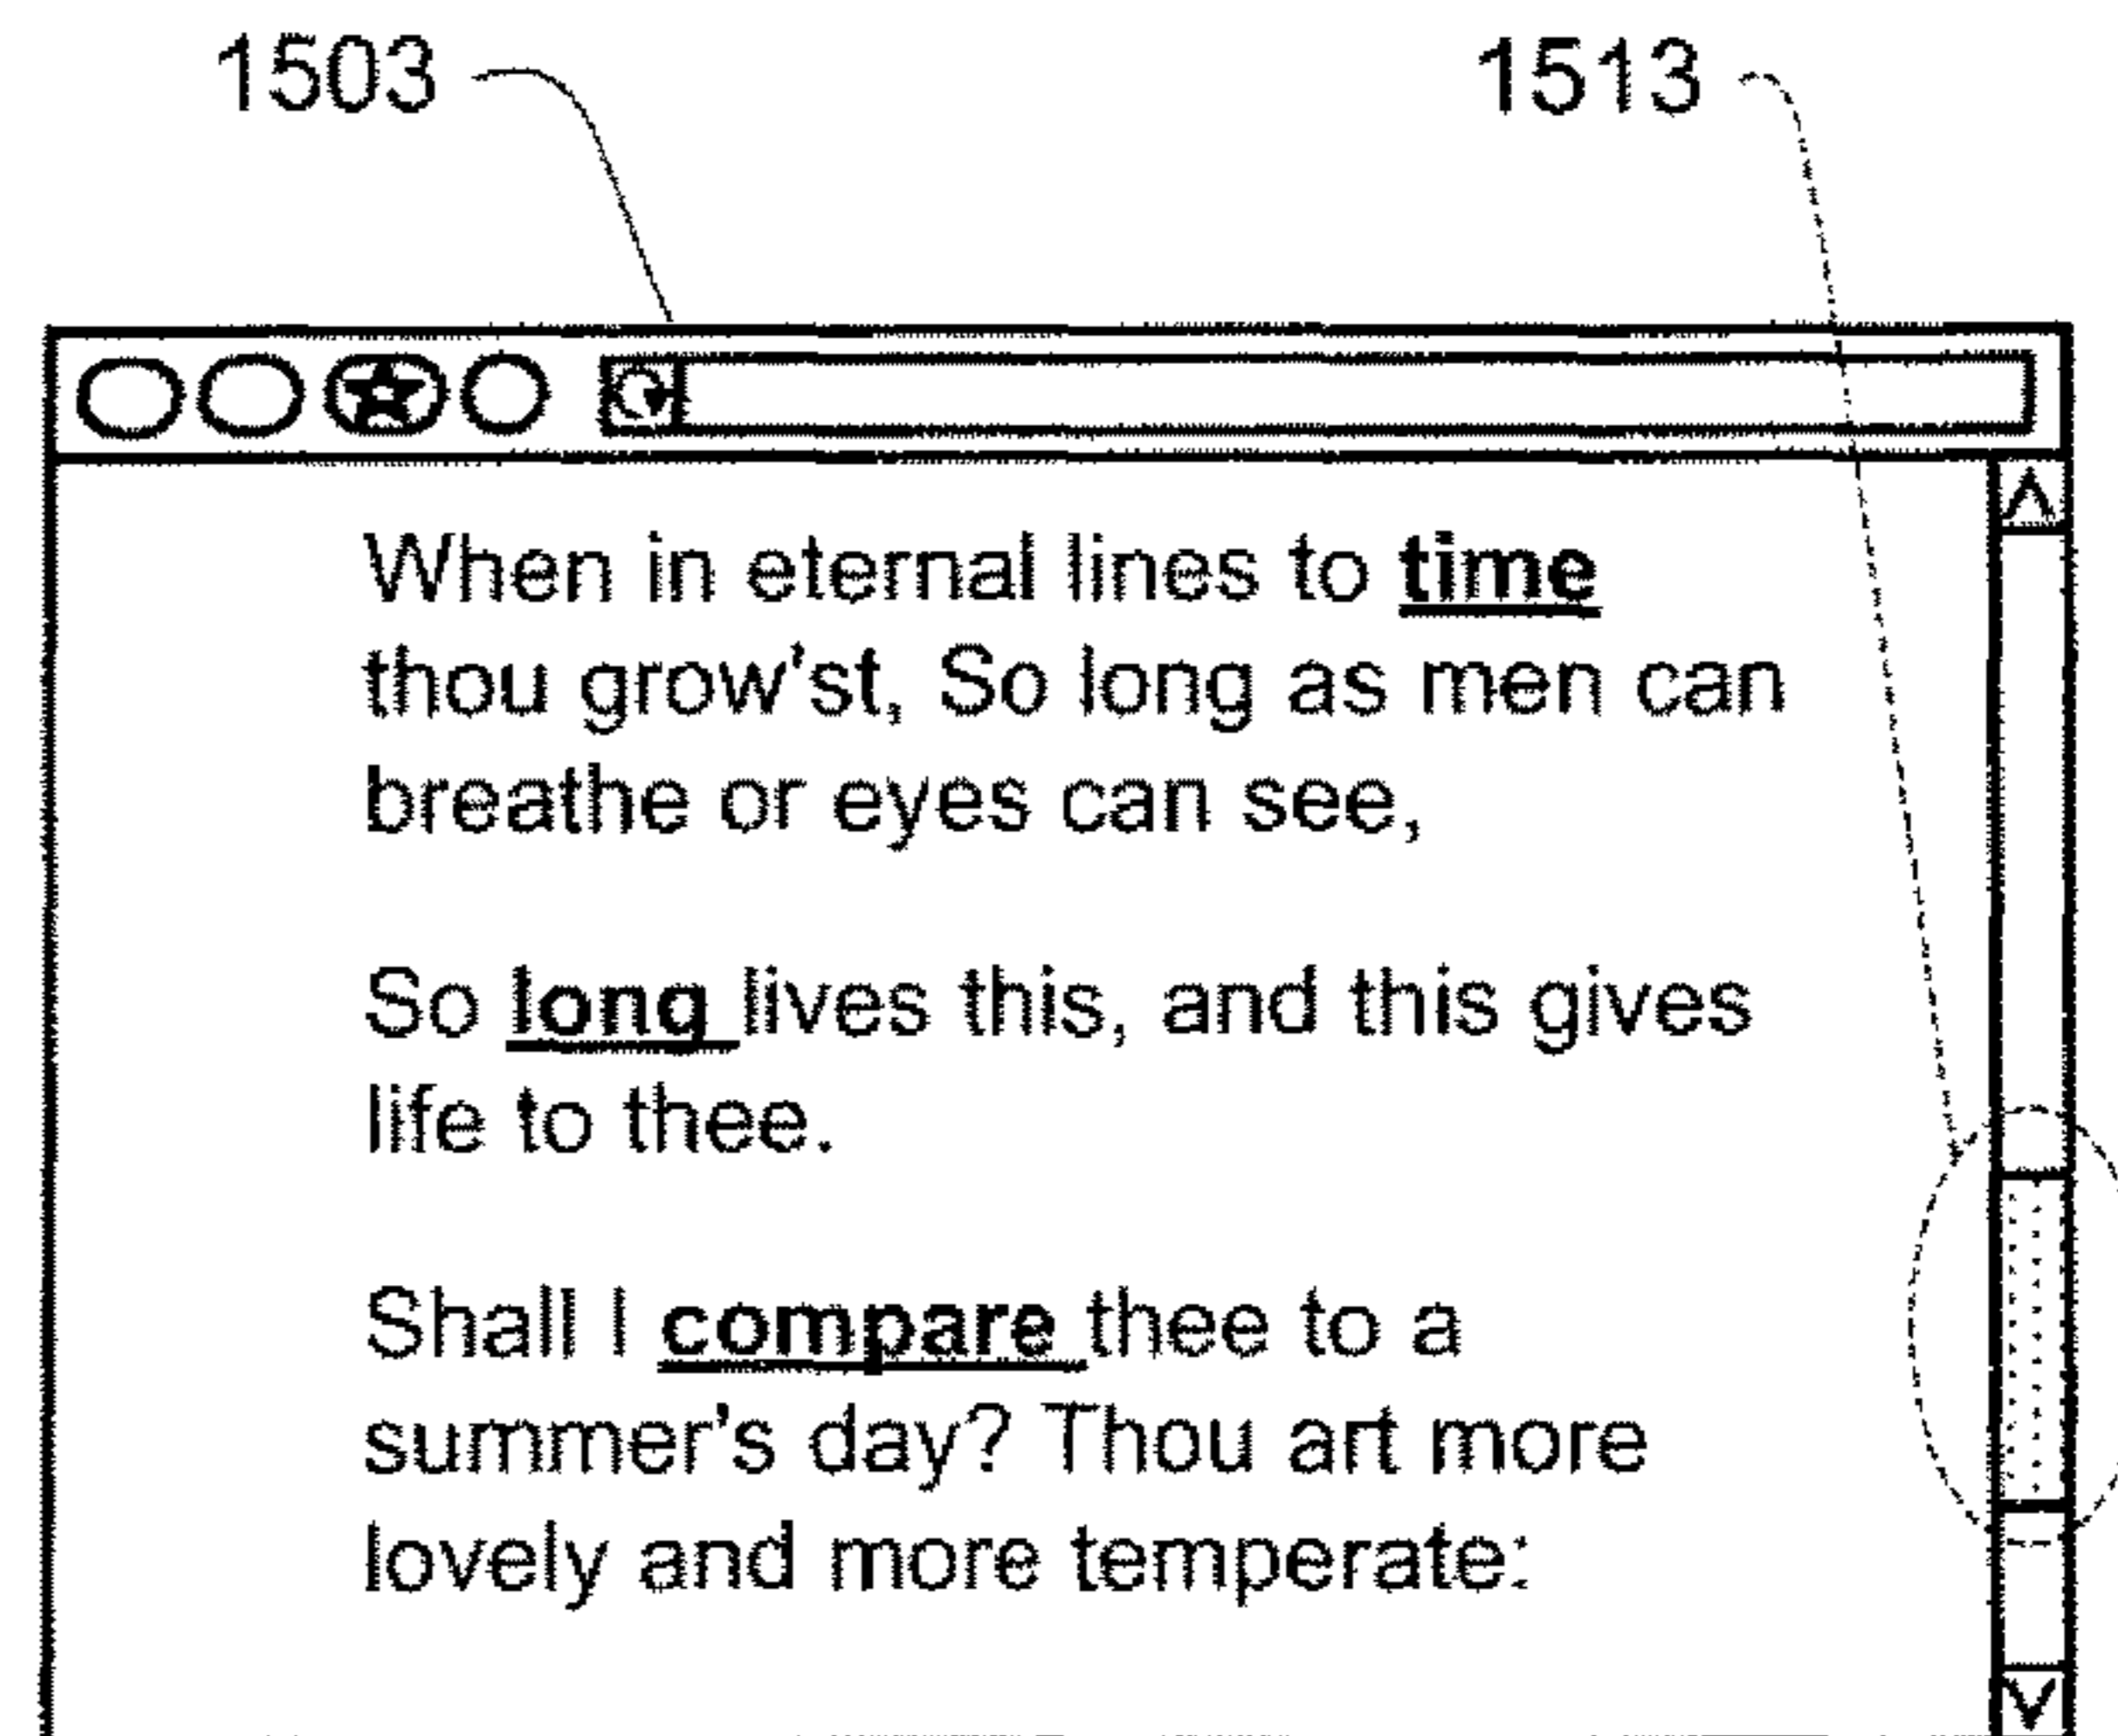 1503 1513
When in eternal lines to time
thou grow'st, So long as men can
breathe or eyes can see,
So long lives this, and this gives
life to thee.
Shall I compare thee to a
summer's day? Thou art more
lovely and more temperate: